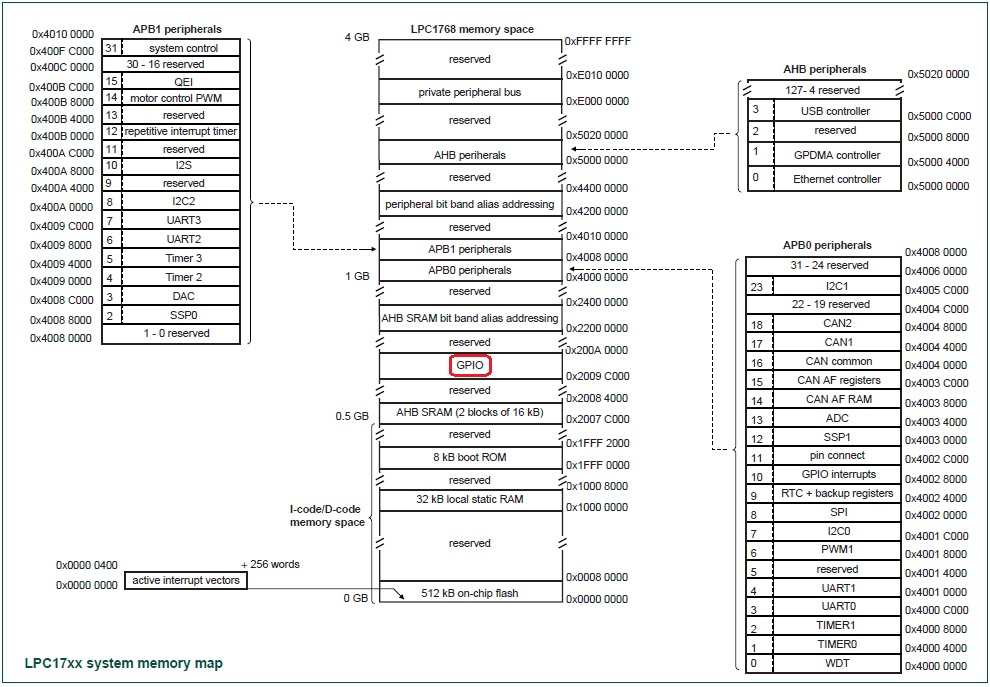 APB1 peripherals
0x4010 0000
31 system control
0x400F C000
30 - 16 reserved
0x400C 0000
15 QEI
0x400B C000
14 motor control PWM
0x400B 8000
13 reserved
0x400B 4000
12 repetitive interrupt timer
0x400B 0000
11 reserved
0x400A C000
10 I2S
0x400A 8000
9 reserved
0x400A 4000
8 I2C2
0x400A 0000
7 UART3
0x4009 C000
6 UART2
0x4009 8000
5 Timer 3
0x4009 4000
4 Timer 2
0x4009 0000
3 DAC
0x4008 C000
2 SSP0
0x4008 8000
1 - 0 reserved
0x4008 0000
LPC1768 memory space
4 GB
0xFFFF FFFF
reserved
0xE010 0000
private peripheral bus
0xE000 0000
reserved
0x5020 0000
AHB periherals
0x5000 0000
reserved
0x4400 0000
peripheral bit band alias addressing
0x4200 0000
reserved
0x4010 0000
APB1 peripherals
0x4008 0000
APB0 peripherals
1 GB
0x4000 0000
reserved
0x2400 0000
AHB SRAM bit band alias addressing
0x2200 0000
reserved
0x200A 0000
GPIO
0x2009 C000
reserved
0x2008 4000
AHB SRAM (2 blocks of 16 kB)
0.5 GB
0x2007 C000
reserved
0x1FFF 2000
8 kB boot ROM
0x1FFF 0000
reserved
0x1000 8000
32 kB local static RAM
0x1000 0000
I-code/D-code
memory space
reserved
0x0008 0000
512 kB on-chip flash
0 GB
0x0000 0000
0x0000 0400
+ 256 words
active interrupt vectors
0x0000 0000
AHB peripherals
0x5020 0000
127- 4 reserved
3 USB controller
0x5000 C000
2 reserved
0x5000 8000
1 GPDMA controller
0x5000 4000
0 Ethernet controller
0x5000 0000
APB0 peripherals
0x4008 0000
31 - 24 reserved
0x4006 0000
23 I2C1
0x4005 C000
22 - 19 reserved
0x4004 C000
18 CAN2
0x4004 8000
17 CAN1
0x4004 4000
16 CAN common
0x4004 0000
15 CAN AF registers
0x4003 C000
14 CAN AF RAM
0x4003 8000
13 ADC
0x4003 4000
12 SSP1
0x4003 0000
11 pin connect
0x4002 C000
10 GPIO interrupts
0x4002 8000
9 RTC + backup registers
0x4002 4000
8 SPI
0x4002 0000
7 I2C0
0x4001 C000
6 PWM1
0x4001 8000
5 reserved
0x4001 4000
4 UART1
0x4001 0000
3 UART0
0x4000 C000
2 TIMER1
0x4000 8000
1 TIMER0
0x4000 4000
0 WDT
0x4000 0000
LPC17xx system memory map